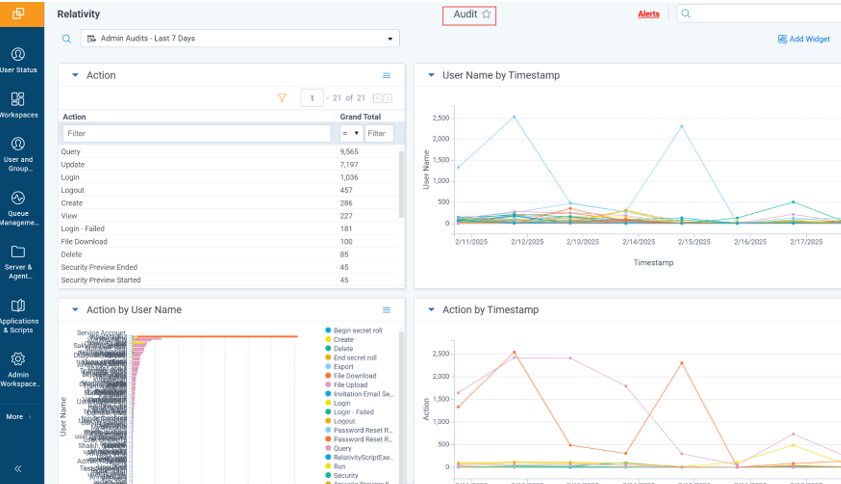 Relativity
Audit
Alerts
Admin Audits - Last 7 Days
Add Widget
User Status
Workspaces
User and
Group...
Queue
Manageme...
Server &
Agent...
Applications
& Scripts
Admin
Workspace...
More
Action
1 - 21 of 21
Action Grand Total
Filter = Filter
Query 9,565
Update 7,197
Login 1,036
Logout 457
Create 286
View 227
Login - Failed 181
File Download 100
Delete 85
Security Preview Ended 45
Security Preview Started 45
User Name by Timestamp
User Name
2,500
2,000
1,500
1,000
500
0
2/11/2025 2/12/2025 2/13/2025 2/14/2025 2/15/2025 2/16/2025 2/17/2025
Timestamp
Action by User Name
User Name
Service Account
Begin secret roll
Create
Delete
End secret roll
Export
File Download
File Upload
Invitation Email Se...
Login
Login - Failed
Logout
Password Reset R...
Password Reset R...
Query
RelativityScriptExe...
Run
Security
Action by Timestamp
Action
2,500
2,000
1,500
1,000
500
0